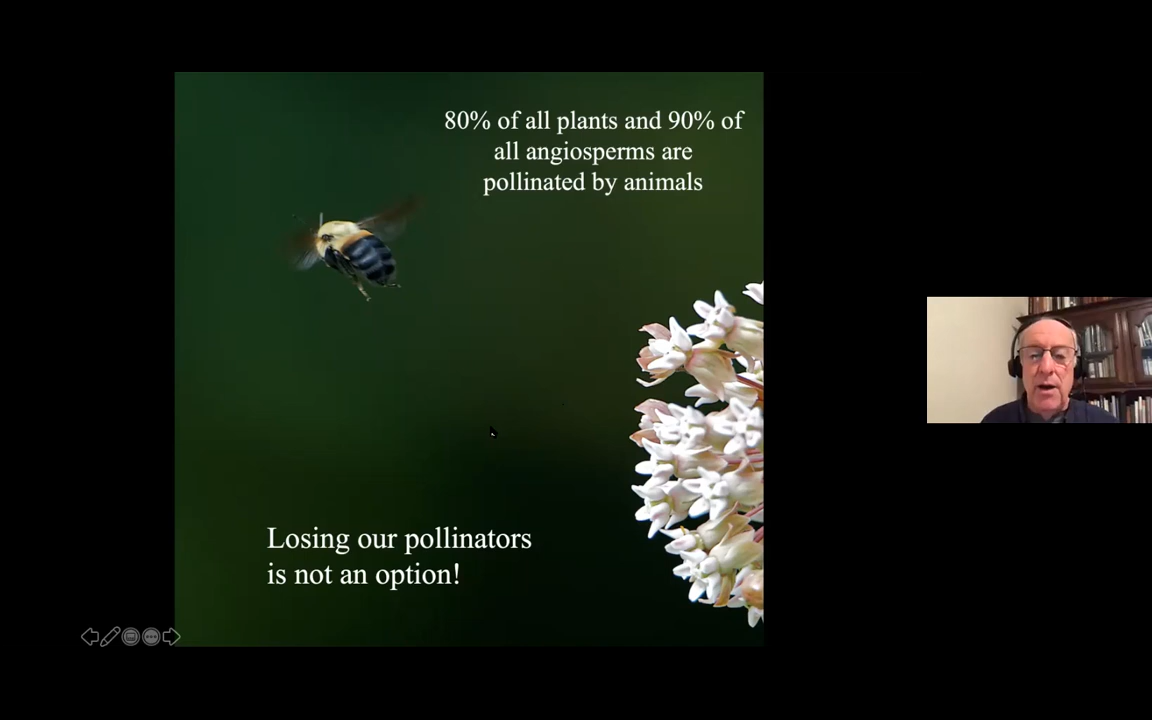 80% of all plants and 90% of
all angiosperms are
pollinated by animals
Losing our pollinators
is not an option!